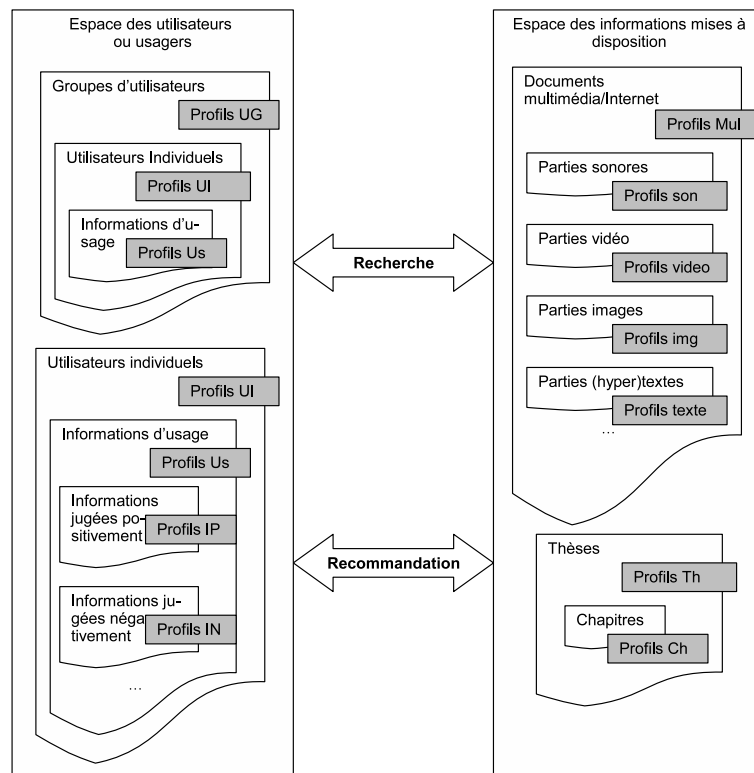 Espace des utilisateurs
ou usagers
Groupes d'utilisateurs
Profils UG
Utilisateurs Individuels
Profils UI
Informations d'u-
sage
Profils Us
Utilisateurs individuels
Profils UI
Informations d'usage
Profils Us
Informations
jugées po-
sitivement
Profils IP
Informations ju-
gées néga
tivement
Profils IN
...
Recherche
Recommandation
Espace des informations mises à
disposition
Documents
multimédia/Internet
Profils Mul
Parties sonores
Profils son
Parties vidéo
Profils video
Parties images
Profils img
Parties (hyper)textes
Profils texte
...
Thèses
Profils Th
Chapitres
Profils Ch